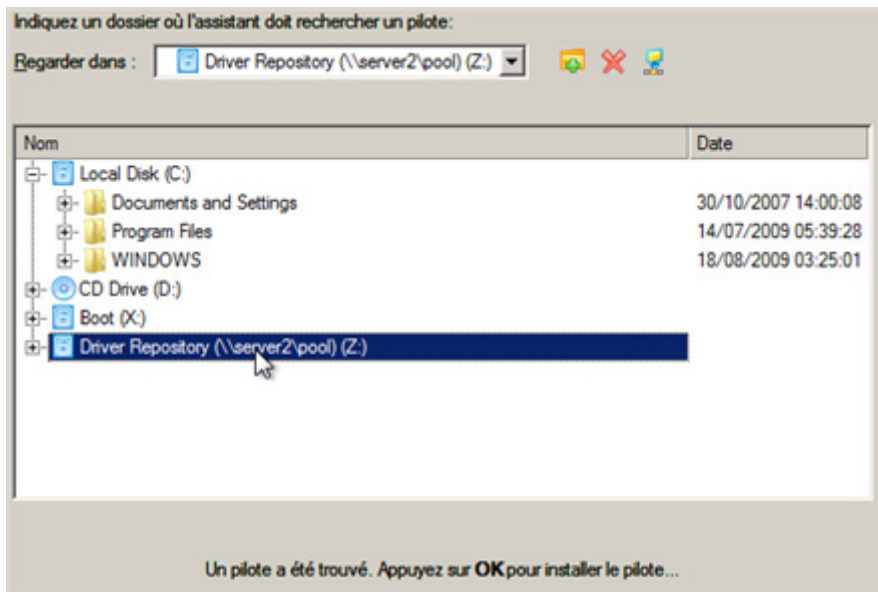 Indiquez un dossier où l'assistant doit rechercher un pilote:
Regarder dans : Driver Repository (\\server2\pool) (Z:)
Nom Date
Local Disk (C:)
Documents and Settings 30/10/2007 14:00:08
Program Files 14/07/2009 05:39:28
WINDOWS 18/08/2009 03:25:01
CD Drive (D:)
Boot (X:)
Driver Repository (\\server2\pool) (Z:)
Un pilote a été trouvé. Appuyez sur OK pour installer le pilote...